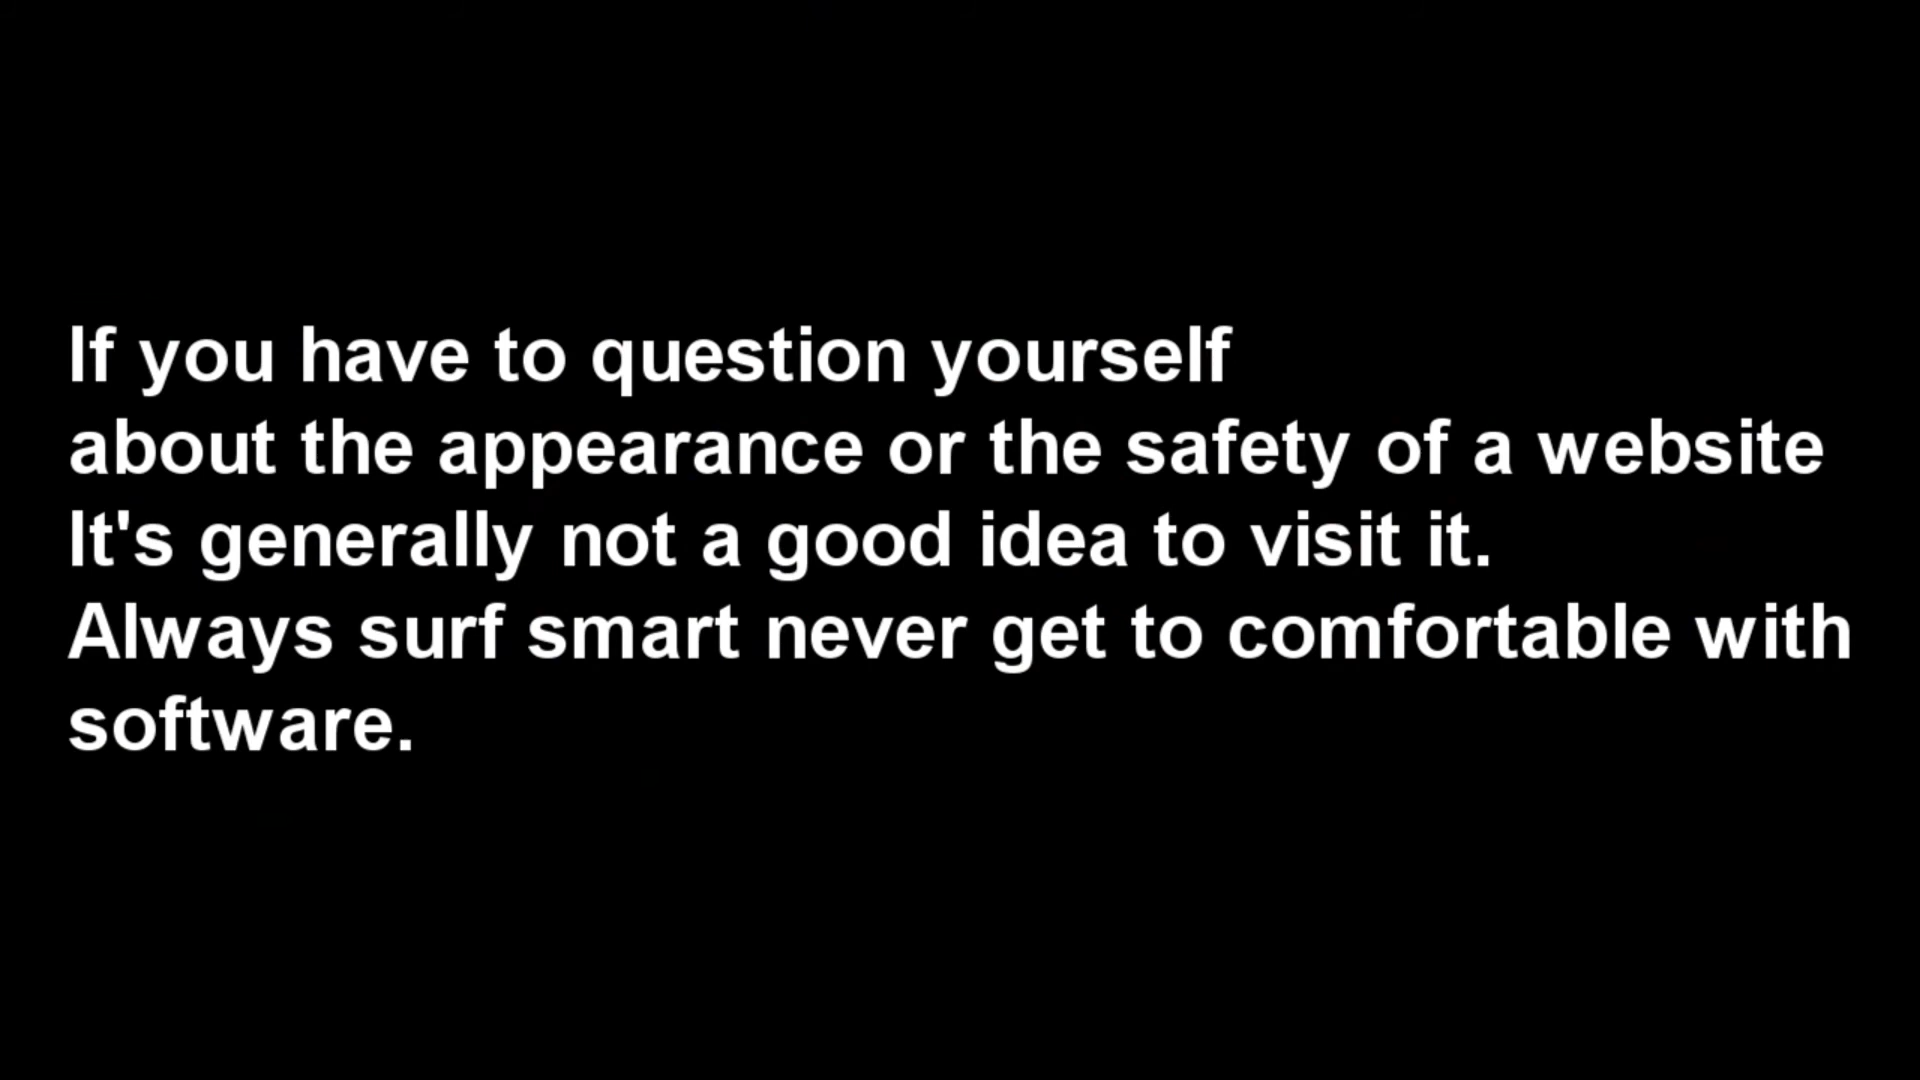 If you have to question yourself
about the appearance or the safety of a website
It's generally not a good idea to visit it.
Always surf smart never get to comfortable with
software.